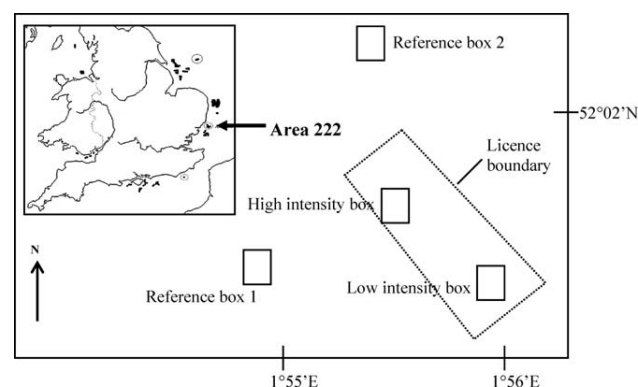 Reference box 2
52°02’N
Area 222
Licence
boundary
High intensity box
N
Low intensity box
Reference box 1
1°55’E
1°56’E